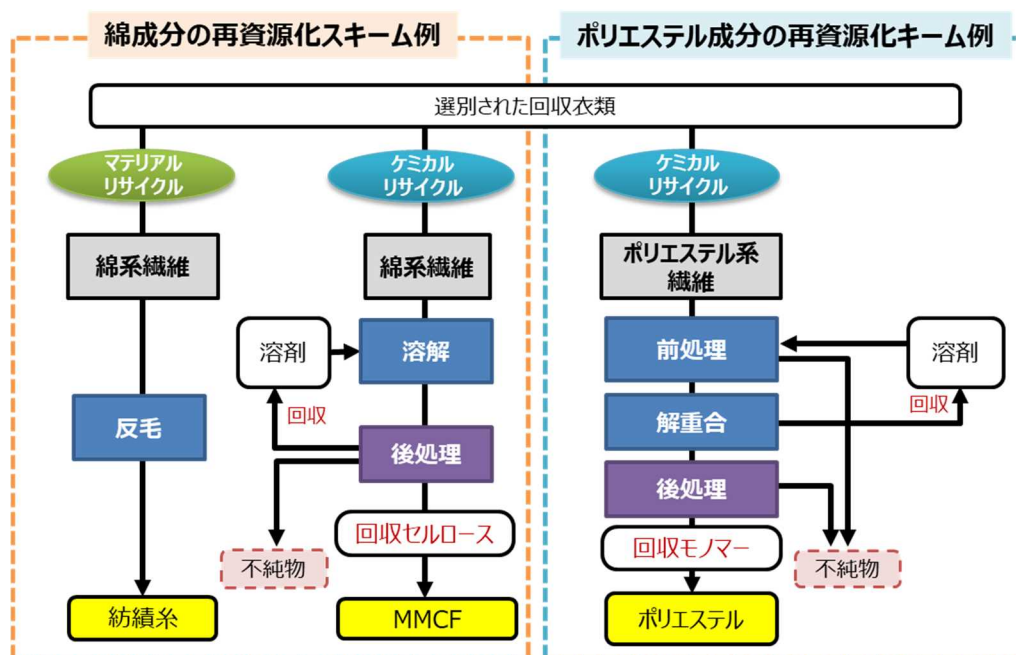 綿成分の再資源化スキーム例
ポリエステル成分の再資源化キーム例
選別された回収衣類
マテリアル
リサイクル
ケミカル
リサイクル
ケミカル
リサイクル
綿系繊維
綿系繊維
ポリエステル系
繊維
溶剤
溶解
前処理
溶剤
回収
反毛
解重合
回収
後処理
後処理
回収セルロース
回収モノマー
不純物
不純物
紡績糸
MMCF
ポリエステル